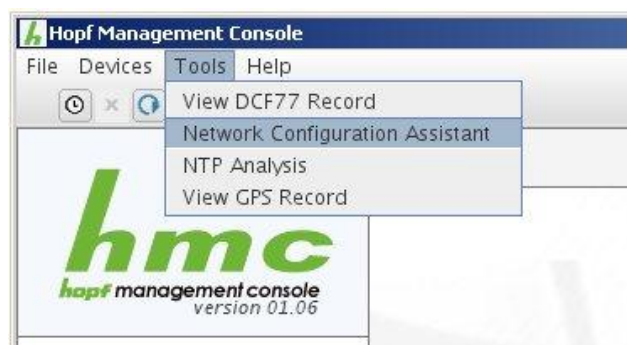 Hopf Management Console
File Devices Tools Help
View DCF77 Record
Network Configuration Assistant
NTP Analysis
View GPS Record
hmc
hopf management console
version 01.06